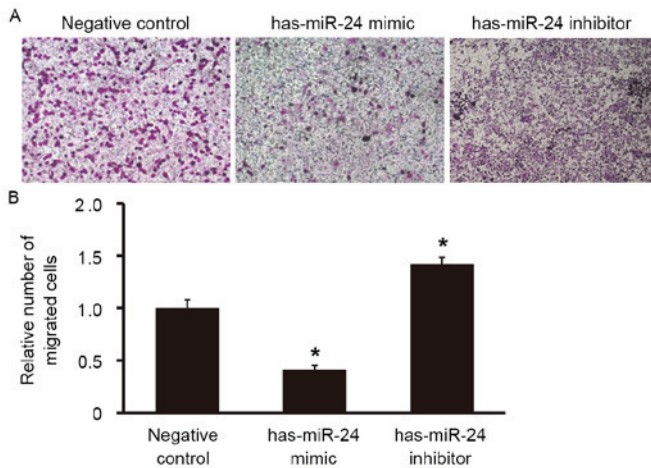 A
Negative control
has-miR-24 mimic
has-miR-24 inhibitor
B
Relative number of
migrated cells
2.0
1.5
1.0
0.5
0
*
*
Negative
control
has-miR-24
mimic
has-miR-24
inhibitor